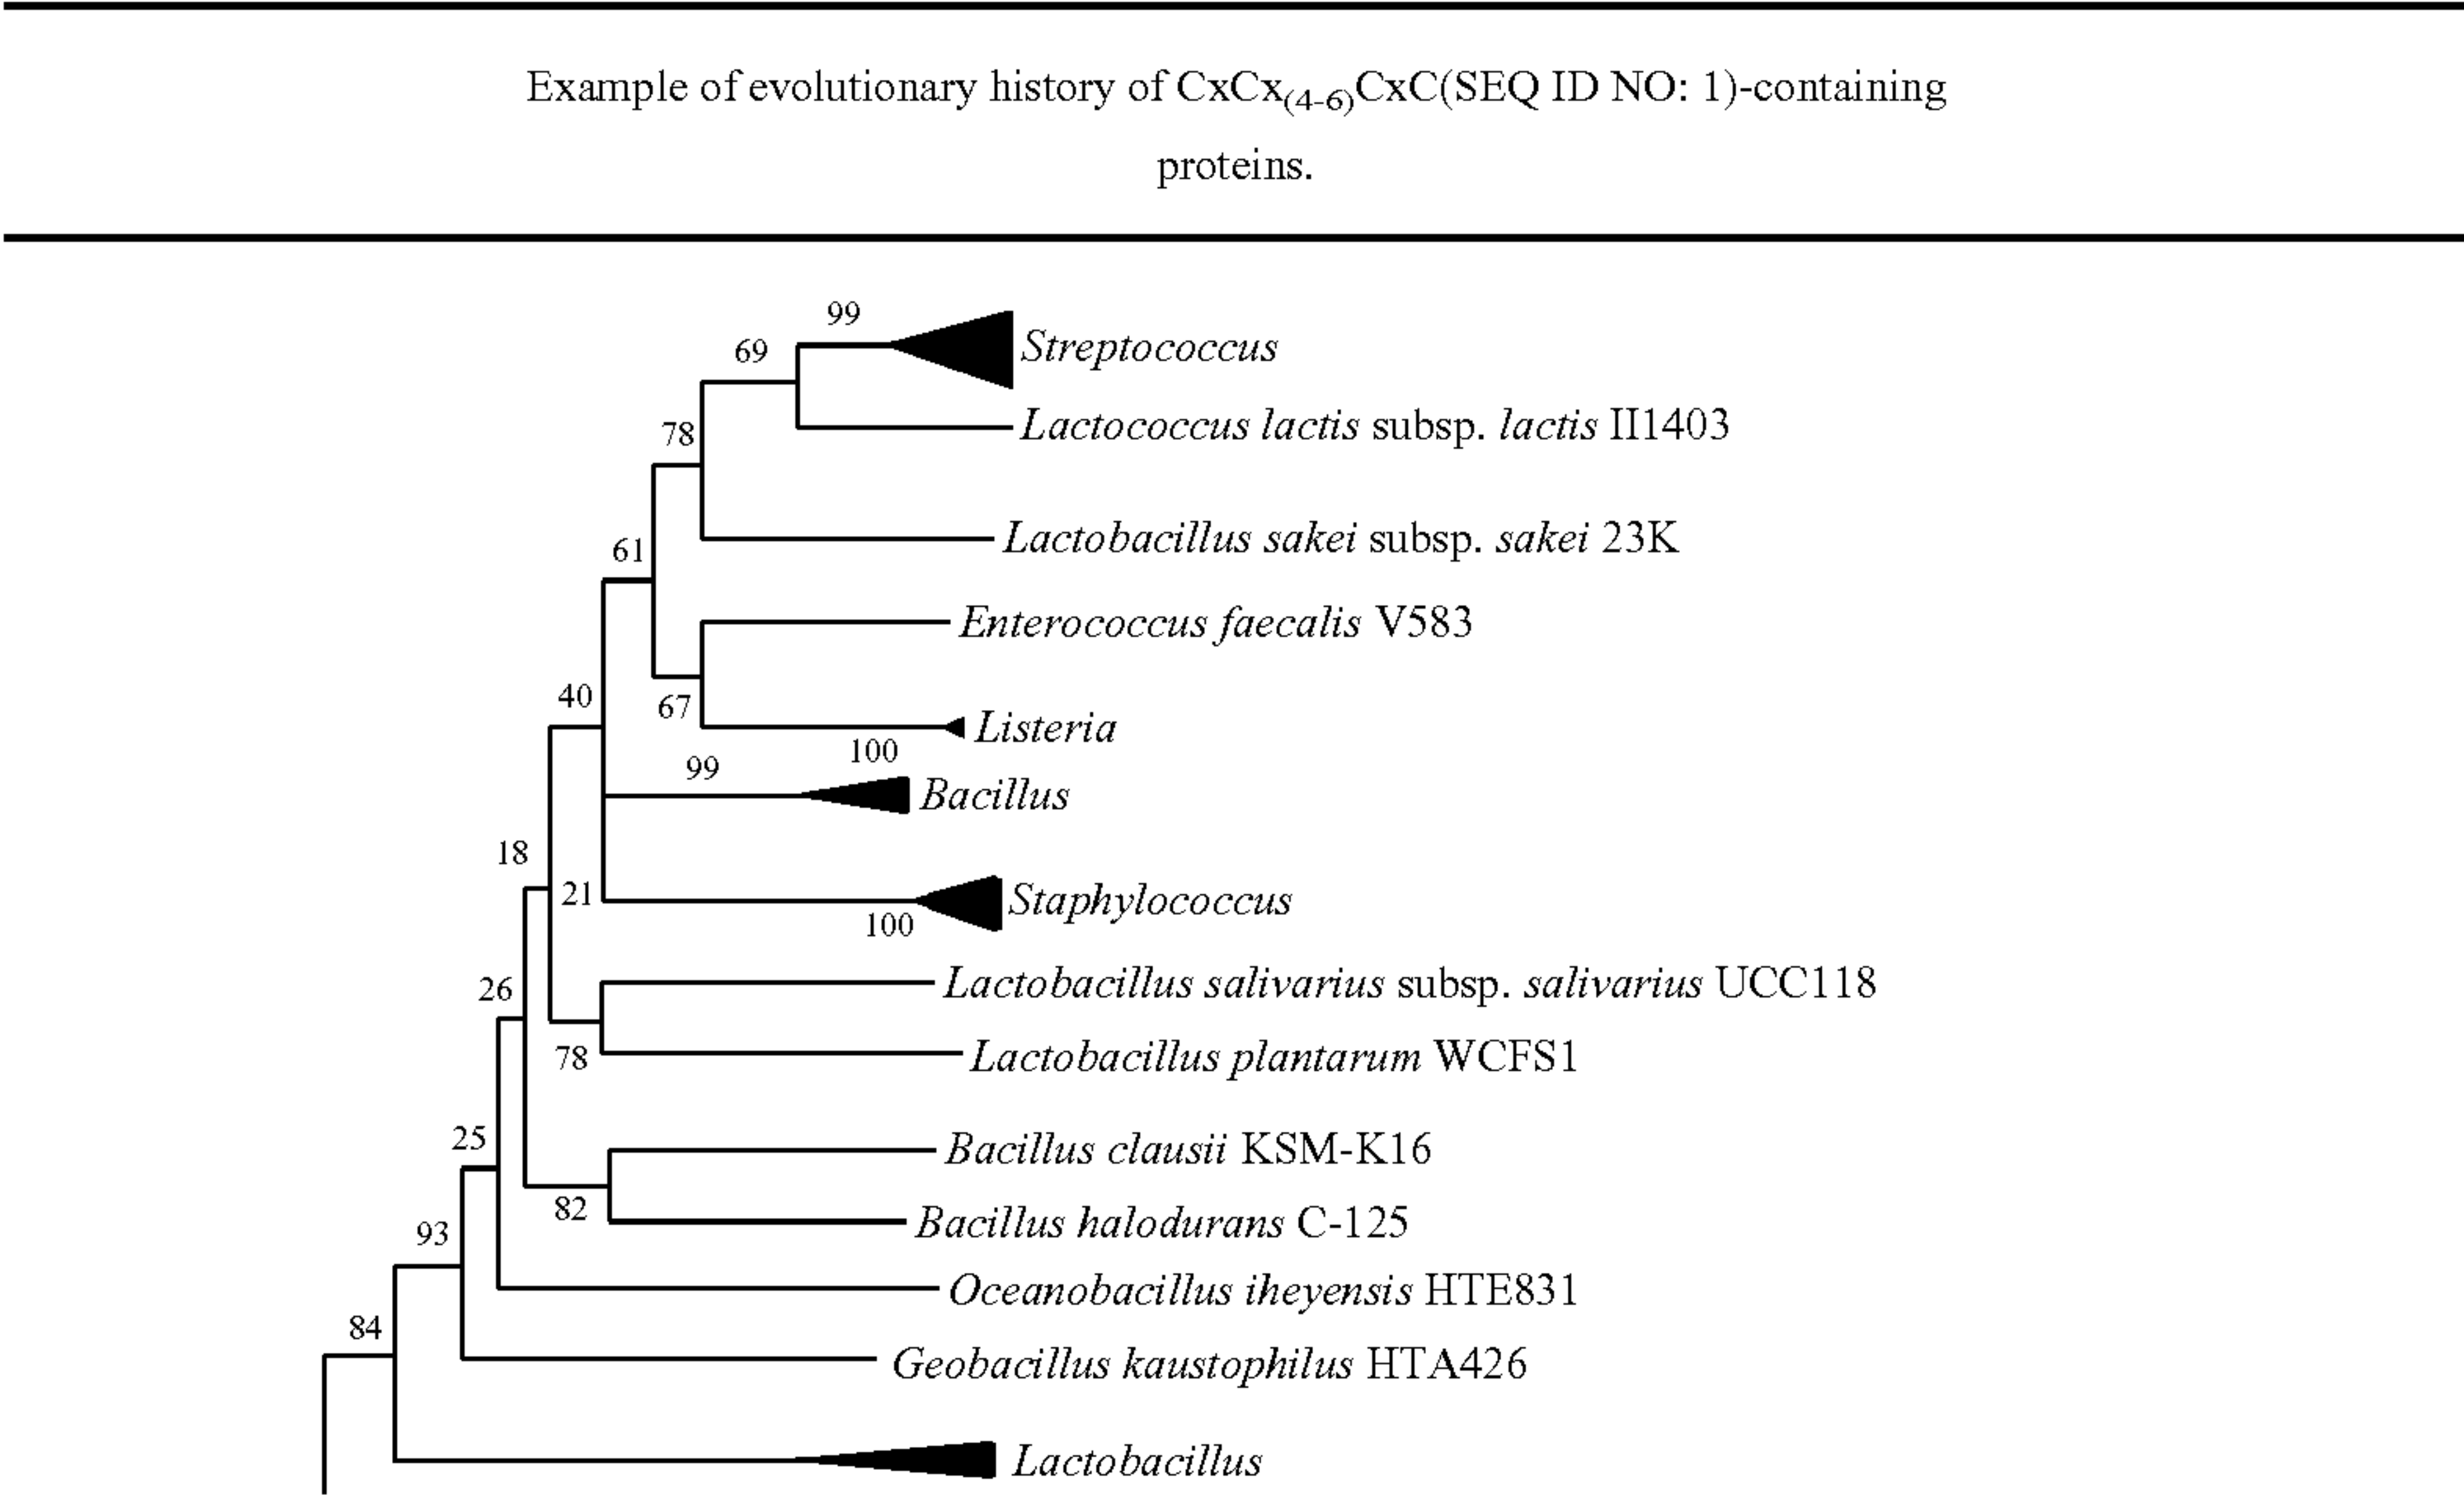 Example of evolutionary history of CxCx(4-6)CxC(SEQ ID NO: 1)-containing
proteins.
99
Streptococcus
69
Lactococcus lactis subsp. lactis II1403
78
Lactobacillus sakei subsp. sakei 23K
61
Enterococcus faecalis V583
40
67
Listeria
100
99
Bacillus
18
21
Staphylococcus
100
26
Lactobacillus salivarius subsp. salivarius UCC118
78
Lactobacillus plantarum WCFS1
25
Bacillus clausii KSM-K16
82
Bacillus halodurans C-125
93
Oceanobacillus iheyensis HTE831
84
Geobacillus kaustophilus HTA426
Lactobacillus